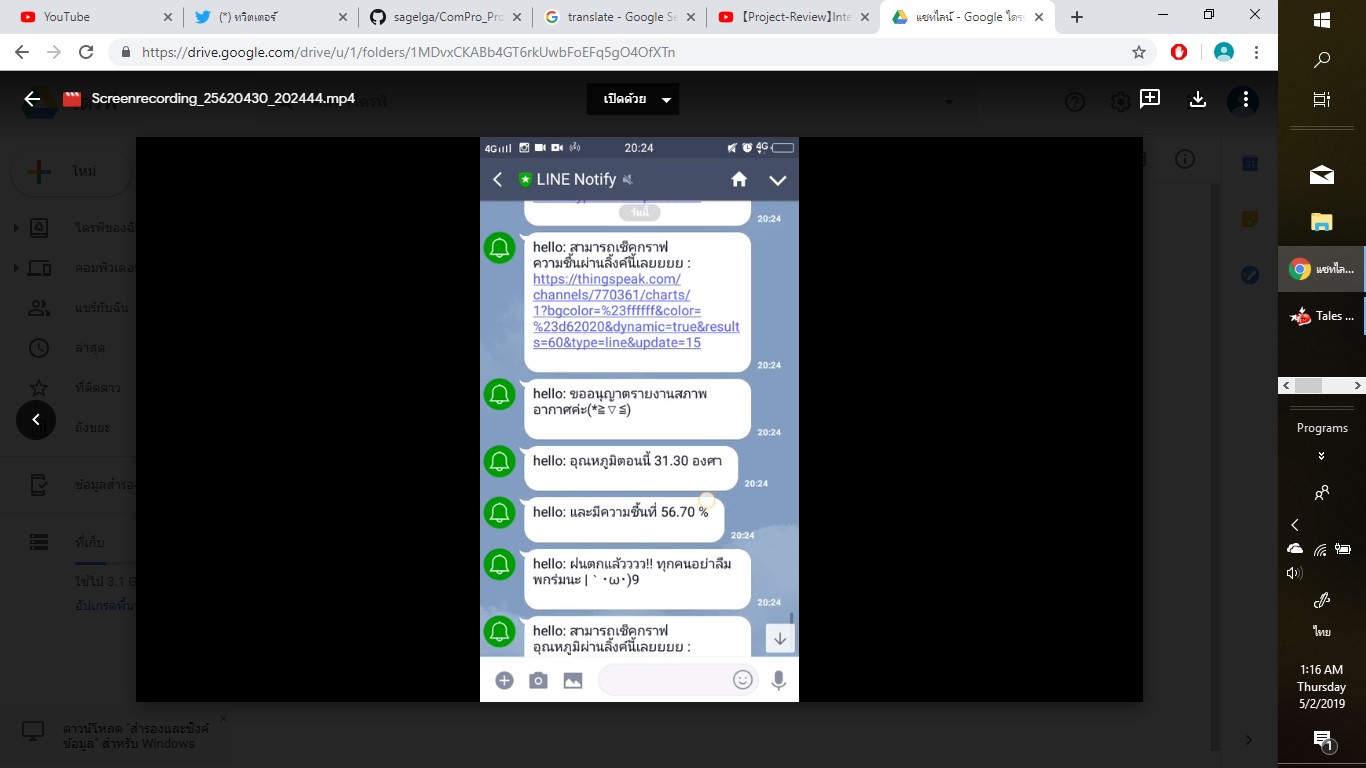 YouTube
(*) ทวิตเตอร์
sagelga/ComPro_Pro
translate - Google Se
【Project-Review】Inte
แชทไลน์ - Google ไดรฟ
https://drive.google.com/drive/u/1/folders/1MDvxCKABb4GT6rkUwbFoEFq5gO4OfXTn
Screenrecording_25620430_202444.mp4
เปิดด้วย
ใหม่
ไดรฟ์ของฉัน
คอมพิวเตอร์
แชร์กับฉัน
ล่าสุด
ที่ติดดาว
ถังขยะ
ข้อมูลสำรอง
ที่เก็บ
ใช้ไป 3.1 G
อัปเกรดพื้น
ดาวน์โหลด "สำรองและซิงค์
ข้อมูล" สำหรับ Windows
4G
20:24
4G
LINE Notify
วันนี้
20:24
hello: สามารถเช็คกราฟ
ความชื้นผ่านลิ้งค์นี้เลยยยย :
https://thingspeak.com/
channels/770361/charts/
1?bgcolor=%23ffffff&color=
%23d62020&dynamic=true&result
s=60&type=line&update=15
20:24
hello: ขออนุญาตรายงานสภาพ
อากาศค่ะ(*≧▽≦)
20:24
hello: อุณหภูมิตอนนี้ 31.30 องศา
20:24
hello: และมีความชื้นที่ 56.70 %
20:24
hello: ฝนตกแล้วววว!! ทุกคนอย่าลืม
พกร่มนะ | ` ･ω･)9
20:24
hello: สามารถเช็คกราฟ
อุณหภูมิผ่านลิ้งค์นี้เลยยยย :
แชทไล...
Tales ...
Programs
ไทย
1:16 AM
Thursday
5/2/2019
1